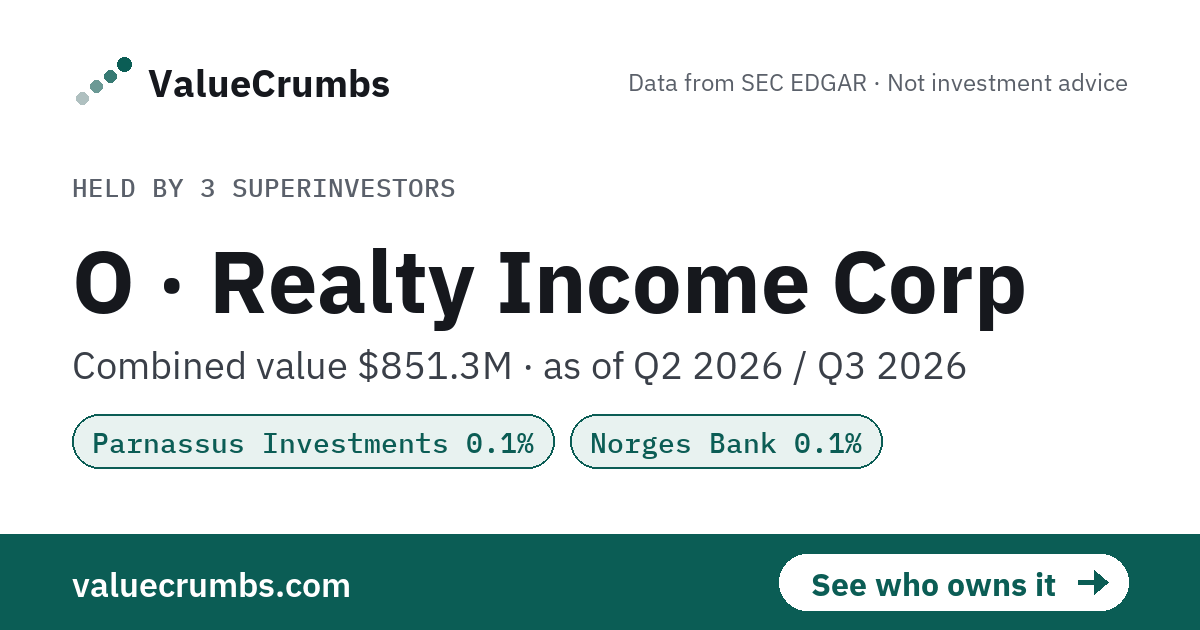 ValueCrumbs
Data from SEC EDGAR · Not investment advice
HELD BY 3 SUPERINVESTORS
O · Realty Income Corp
Combined value $851.3M · as of Q2 2026 / Q3 2026
Parnassus Investments 0.1%
Norges Bank 0.1%
valuecrumbs.com
See who owns it →